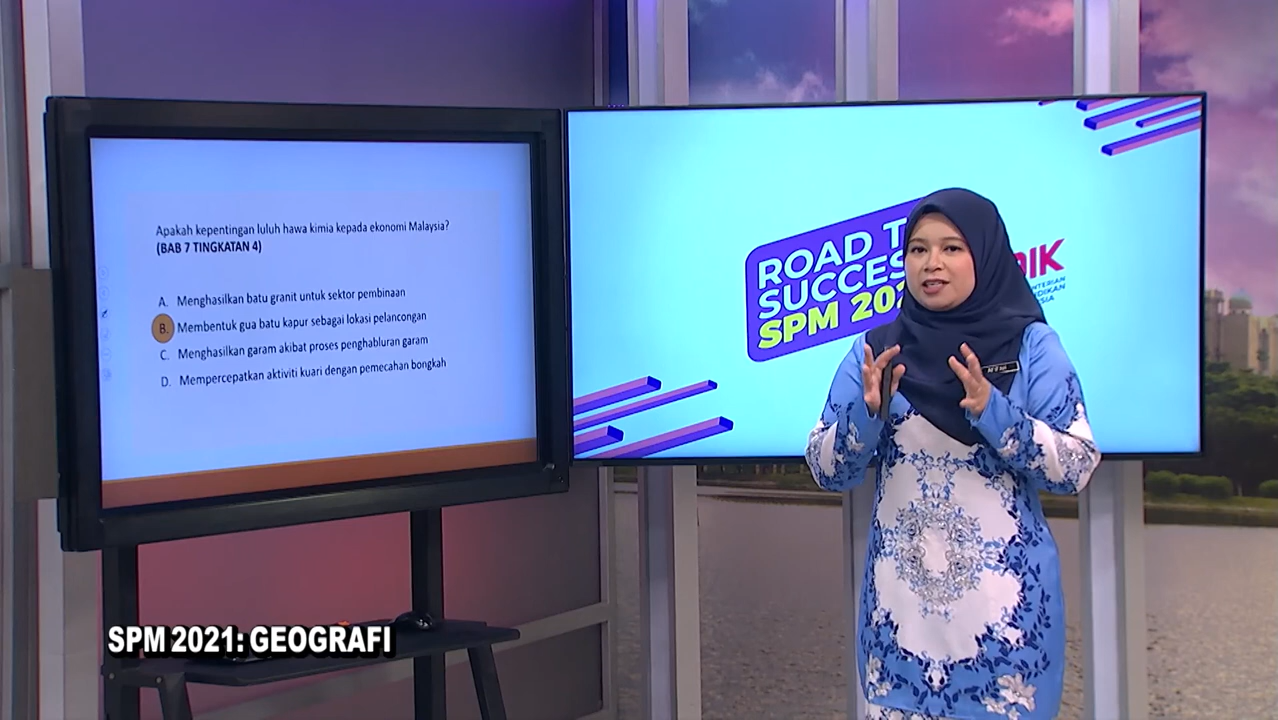 Apakah kepentingan luluh hawa kimia kepada ekonomi Malaysia?
(BAB 7 TINGKATAN 4)
A. Menghasilkan batu granit untuk sektor pembinaan
B. Membentuk gua batu kapur sebagai lokasi pelancongan
C. Menghasilkan garam akibat proses penghabluran garam
D. Mempercepatkan aktiviti kuari dengan pemecahan bongkah
ROAD T
SUCCES
SPM 202
SPM 2021: GEOGRAFI